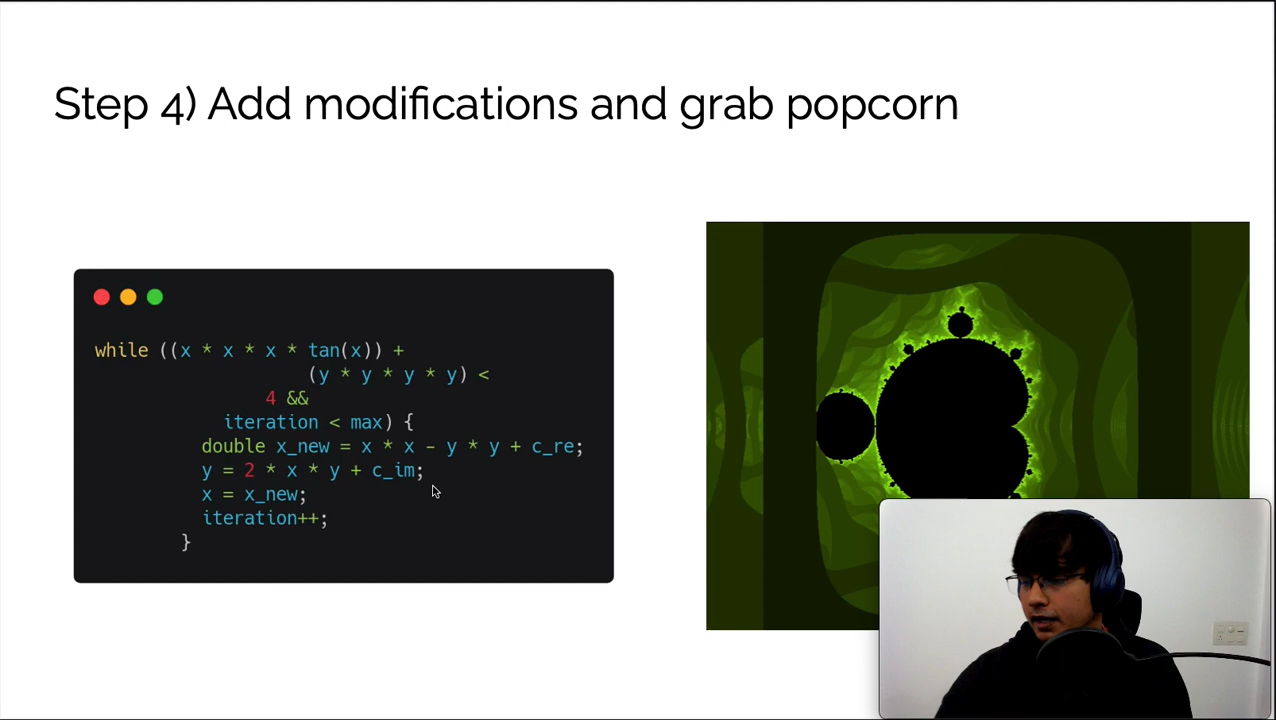 Step 4) Add modifications and grab popcorn
while ((x * x * x * tan(x)) +
(y * y * y * y) <
4 &&
iteration < max) {
double x_new = x * x - y * y + c_re;
y = 2 * x * y + c_im;
x = x_new;
iteration++;
}